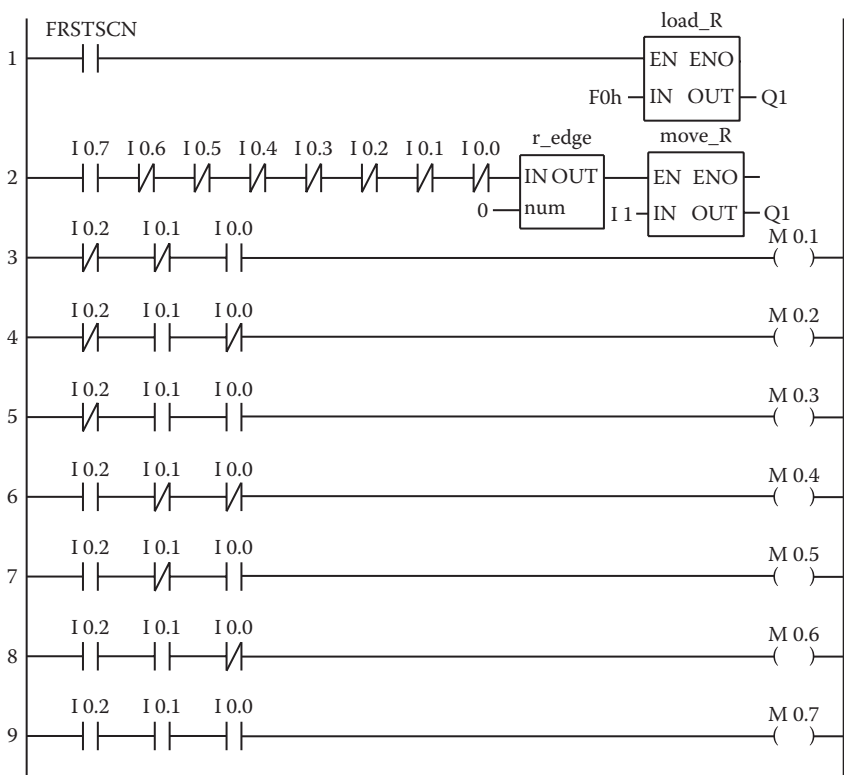 FRSTSCN load_R
1 EN ENO
F0h IN OUT Q1
r_edge move_R
I 0.7 I 0.6 I 0.5 I 0.4 I 0.3 I 0.2 I 0.1 I 0.0
2 IN OUT EN ENO
0 num I 1 IN OUT Q1
I 0.2 I 0.1 I 0.0 M 0.1
3 ( )
I 0.2 I 0.1 I 0.0 M 0.2
4 ( )
I 0.2 I 0.1 I 0.0 M 0.3
5 ( )
I 0.2 I 0.1 I 0.0 M 0.4
6 ( )
I 0.2 I 0.1 I 0.0 M 0.5
7 ( )
I 0.2 I 0.1 I 0.0 M 0.6
8 ( )
I 0.2 I 0.1 I 0.0 M 0.7
9 ( )